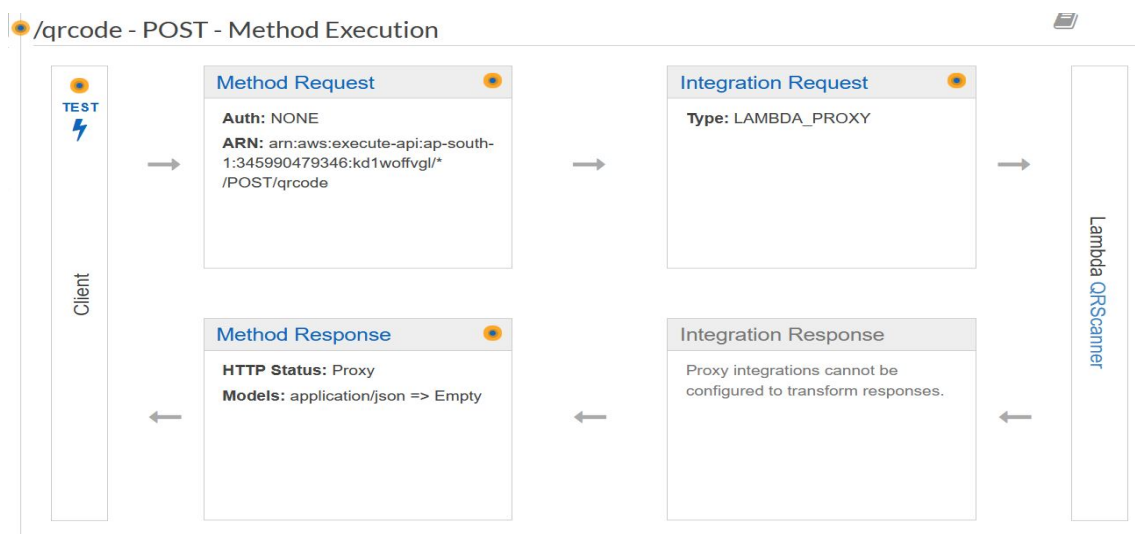 /qrcode - POST - Method Execution
TEST
Client
Method Request
Auth: NONE
ARN: arn:aws:execute-api:ap-south-
1:345990479346:kd1woffvgl/*
/POST/qrcode
Integration Request
Type: LAMBDA_PROXY
Lambda QRScanner
Method Response
HTTP Status: Proxy
Models: application/json => Empty
Integration Response
Proxy integrations cannot be
configured to transform responses.